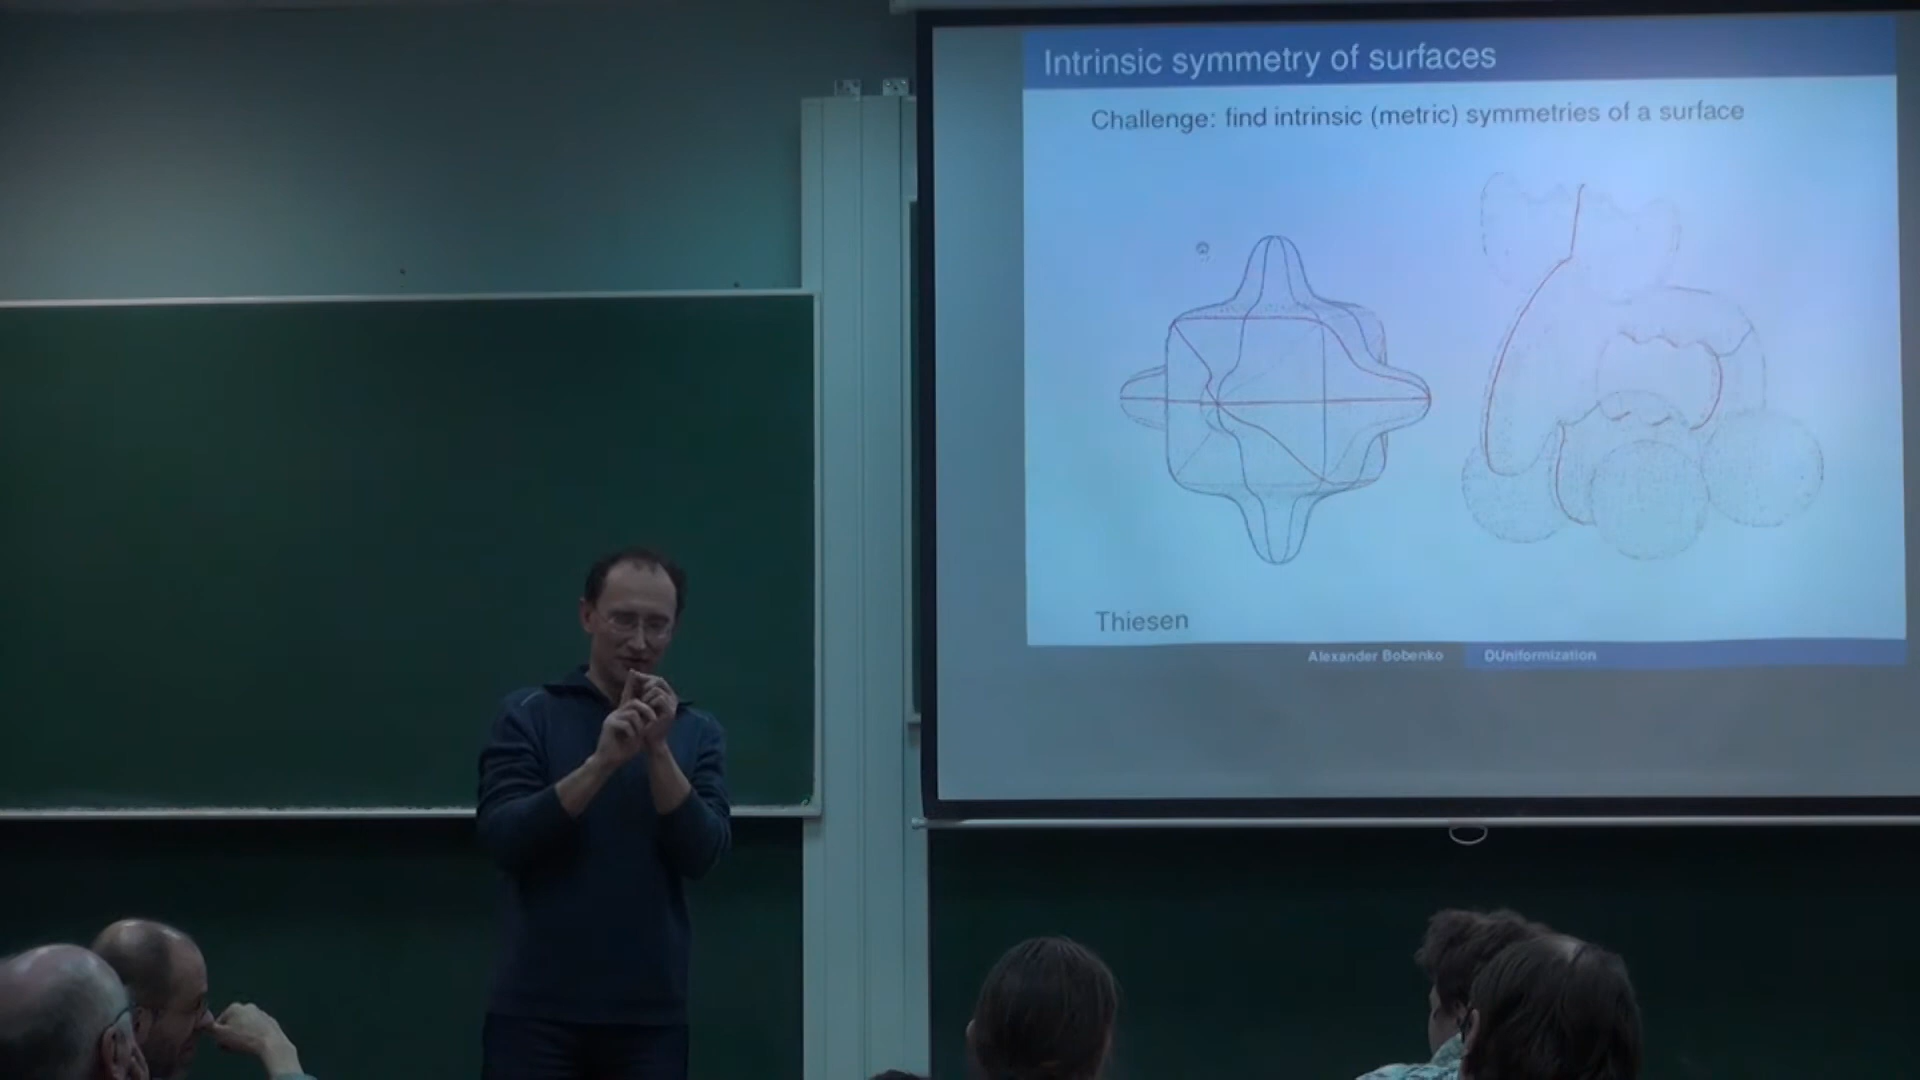 Intrinsic symmetry of surfaces
Challenge: find intrinsic (metric) symmetries of a surface
Thiesen
Alexander Bobenko
DUniformization